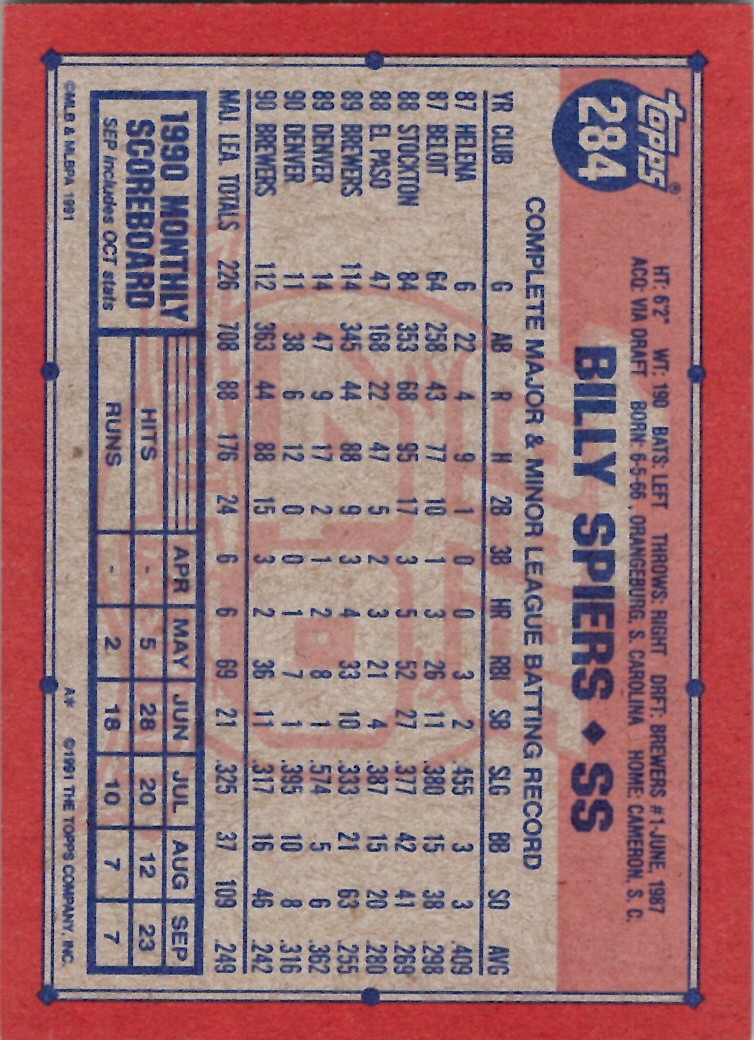 Topps®
284
HT: 6'2" WT: 190 BATS: LEFT THROWS: RIGHT DRFT: BREWERS #1-JUNE, 1987
ACQ: VIA DRAFT BORN: 6-5-66, ORANGEBURG, S. CAROLINA HOME: CAMERON, S. C.
BILLY SPIERS ♦ SS
COMPLETE MAJOR & MINOR LEAGUE BATTING RECORD
YR CLUB G AB R H 2B 3B HR RBI SB SLG BB SO AVG
87 HELENA 6 22 4 9 1 0 0 3 2 .455 3 3 .409
87 BELOIT 64 258 43 77 10 1 3 26 11 .380 15 38 .298
88 STOCKTON 84 353 68 95 17 3 5 52 27 .377 42 41 .269
88 EL PASO 47 168 22 47 5 2 3 21 4 .387 15 20 .280
89 BREWERS 114 345 44 88 9 3 4 33 10 .333 21 63 .255
89 DENVER 14 47 9 17 2 1 2 8 1 .574 5 6 .362
90 DENVER 11 38 6 12 0 0 1 7 1 .395 10 8 .316
90 BREWERS 112 363 44 88 15 3 2 36 11 .317 16 46 .242
MAJ. LEA. TOTALS 226 708 88 176 24 6 6 69 21 .325 37 109 .249
1990 MONTHLY
SCOREBOARD
SEP includes OCT stats
APR MAY JUN JUL AUG SEP
HITS - 5 28 20 12 23
RUNS - 2 18 10 7 7
©MLB & MLBPA 1991
A* ©1991 THE TOPPS COMPANY, INC.